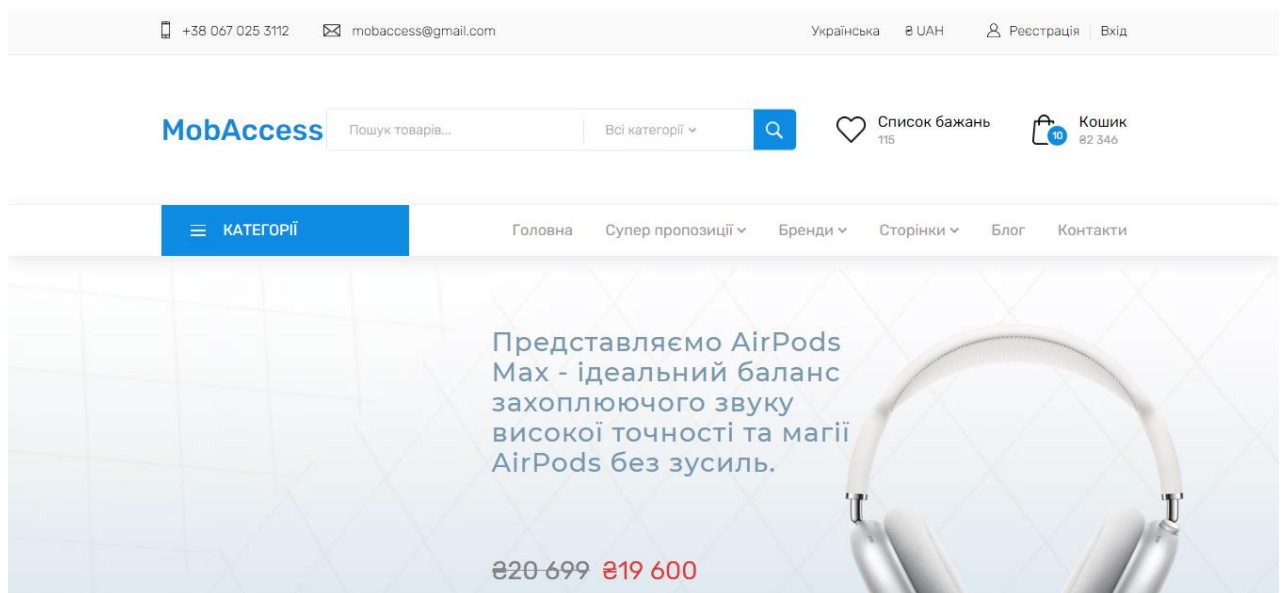 +38 067 025 3112 mobaccess@gmail.com Українська ₴ UAH Реєстрація Вхід
MobAccess Пошук товарів... Всі категорії Список бажань
115
10 Кошик
₴2 346
КАТЕГОРІЇ Головна Супер пропозиції Бренди Сторінки Блог Контакти
Представляємо AirPods
Max - ідеальний баланс
захоплюючого звуку
високої точності та магії
AirPods без зусиль.
₴20 699 ₴19 600